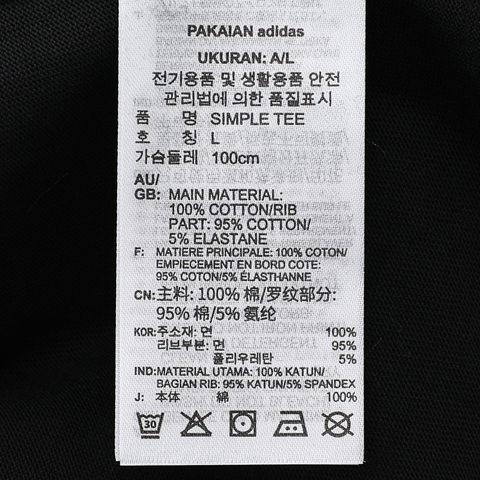 PAKAIAN adidas
UKURAN: A/L
전기용품 및 생활용품 안전
관리법에 의한 품질표시
품 명 SIMPLE TEE
호 칭 L
가슴둘레 100cm
AU/
GB: MAIN MATERIAL:
100% COTTON/RIB
PART: 95% COTTON/
5% ELASTANE
F: MATIERE PRINCIPALE: 100% COTON/
EMPIECEMENT EN BORD COTE:
95% COTON/5% ÉLASTHANNE
CN: 主料: 100% 棉/罗纹部分:
95% 棉/5% 氨纶
KOR: 주소재: 면 100%
리브부분: 면 95%
폴리우레탄 5%
IND: MATERIAL UTAMA: 100% KATUN/
BAGIAN RIB: 95% KATUN/5% SPANDEX
J: 本体 綿 100%
30